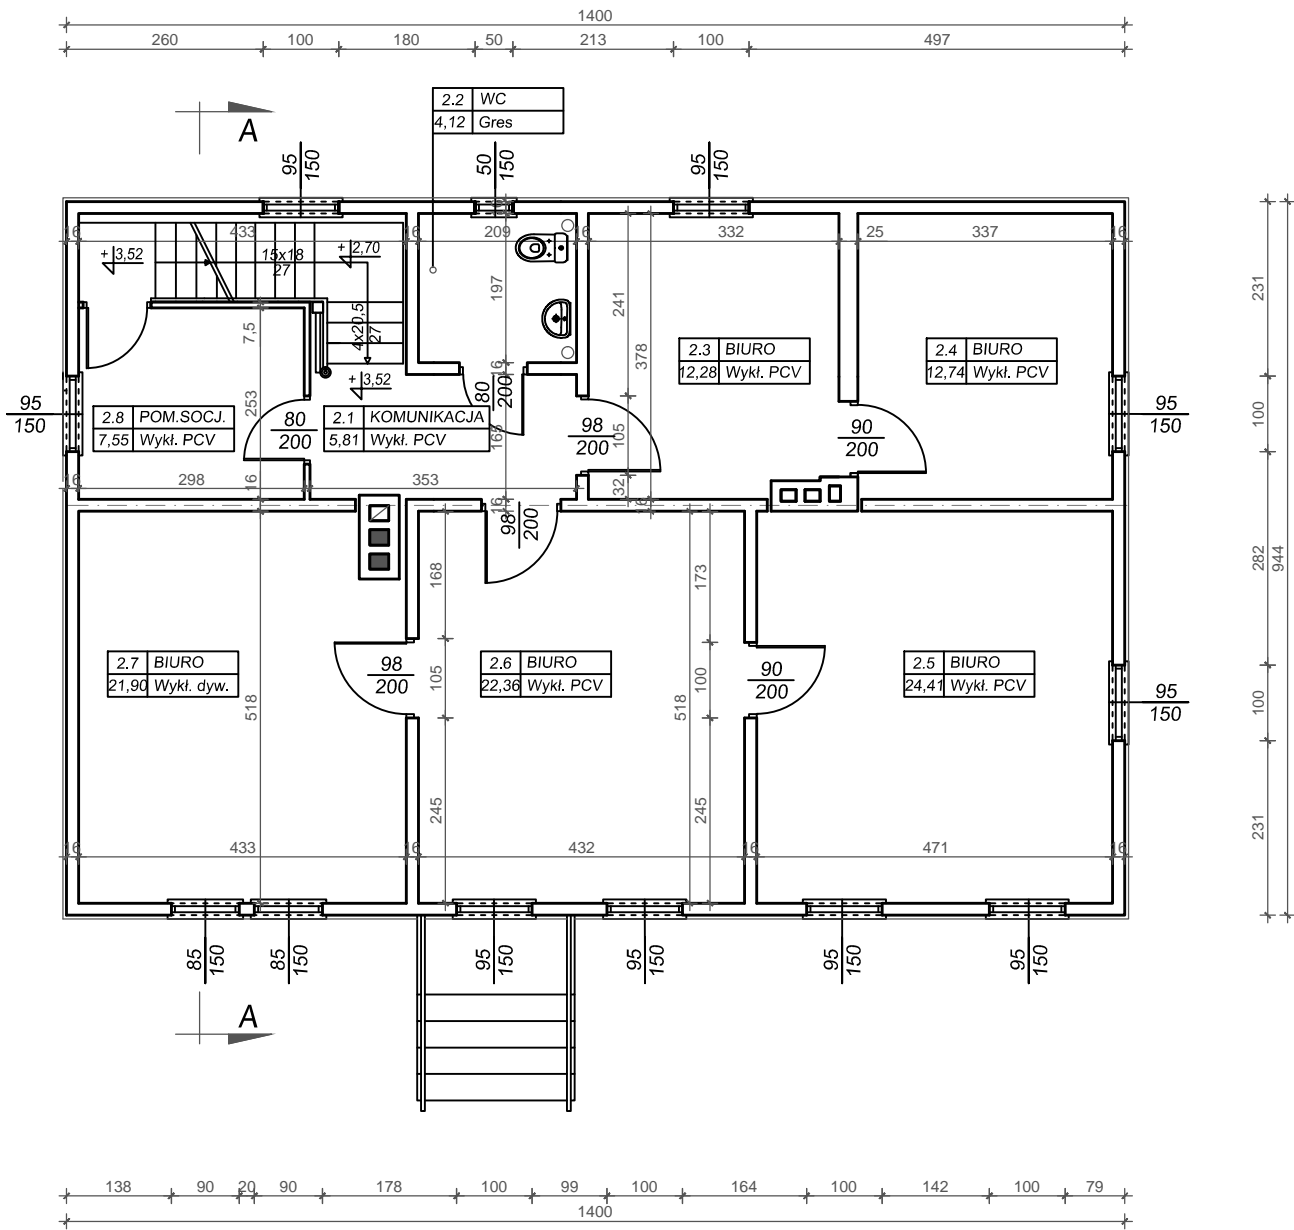 1400
260 100 180 50 213 100 497
2.2 WC
4,12 Gres
A
95
150
50
150
95
150
16 433 16 209 16 332 25 337 16
+3,52
15x18
27
+2,70
4x20,5
27
+3,52
197
16
165
16
7,5
253
16
241
378
105
32
16
80
200
2.3 BIURO
12,28 Wykł. PCV
2.4 BIURO
12,74 Wykł. PCV
95
150
2.8 POM.SOCJ.
7,55 Wykł. PCV
80
200
2.1 KOMUNIKACJA
5,81 Wykł. PCV
98
200
90
200
95
150
16 298 353
98
200
168
105
245
518
173
100
245
518
2.7 BIURO
21,90 Wykł. dyw.
98
200
2.6 BIURO
22,36 Wykł. PCV
90
200
2.5 BIURO
24,41 Wykł. PCV
95
150
16 433 16 432 16 471 16
231
100
282
944
100
231
85
150
85
150
95
150
95
150
95
150
95
150
A
138 90 20 90 178 100 99 100 164 100 142 100 79
1400